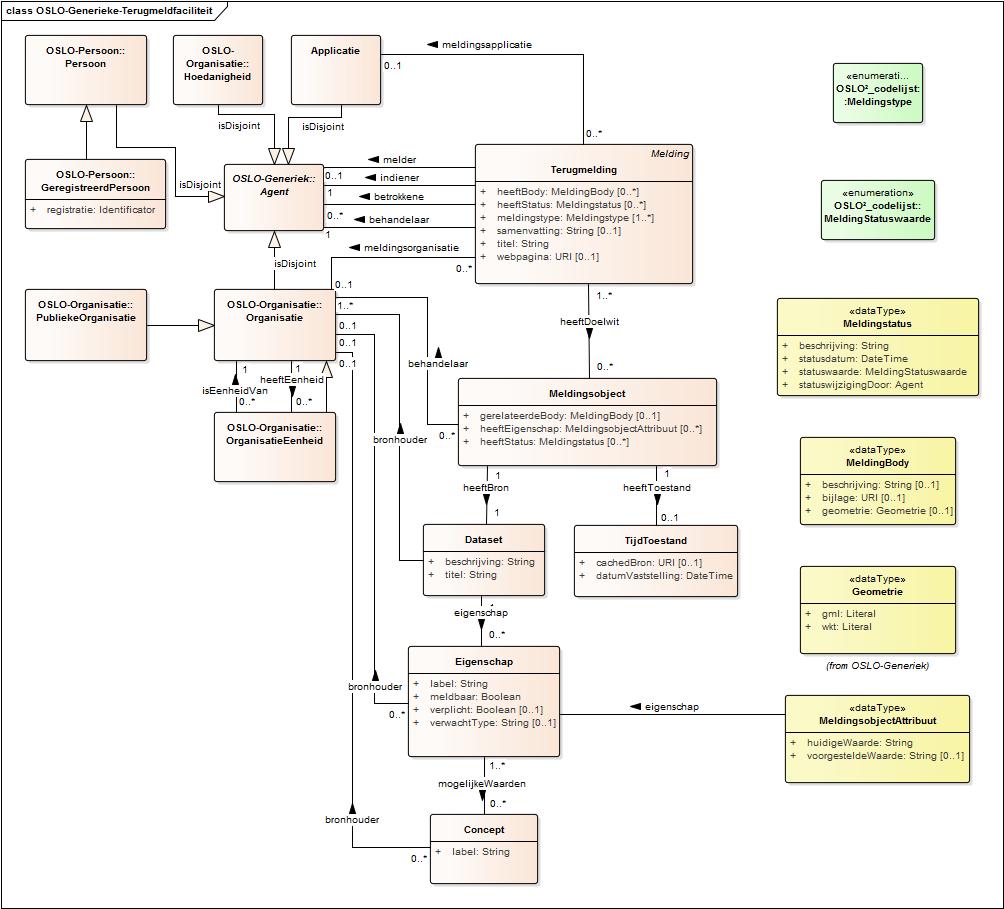 class OSLO-Generieke-Terugmeldfaciliteit
OSLO-Persoon::
Persoon
OSLO-
Organisatie::
Hoedanigheid
Applicatie
meldingsapplicatie
0..1
0..*
«enumerati...
OSLO²_codelijst:
:Meldingstype
isDisjoint
isDisjoint
OSLO-Persoon::
GeregistreerdPersoon
+ registratie: Identificator
isDisjoint
OSLO-Generiek::
Agent
melder
0..1
indiener
1
betrokkene
0..*
behandelaar
1
Melding
Terugmelding
+ heeftBody: MeldingBody [0..*]
+ heeftStatus: Meldingstatus [0..*]
+ meldingstype: Meldingstype [1..*]
+ samenvatting: String [0..1]
+ titel: String
+ webpagina: URI [0..1]
«enumeration»
OSLO²_codelijst::
MeldingStatuswaarde
meldingsorganisatie
0..*
0..1
isDisjoint
OSLO-Organisatie::
PubliekeOrganisatie
OSLO-Organisatie::
Organisatie
1..*
0..1
0..1
0..1
1..*
heeftDoelwit
0..*
«dataType»
Meldingstatus
+ beschrijving: String
+ statusdatum: DateTime
+ statuswaarde: MeldingStatuswaarde
+ statuswijzigingDoor: Agent
behandelaar
0..*
1
isEenheidVan
0..*
1
heeftEenheid
0..*
OSLO-Organisatie::
OrganisatieEenheid
Meldingsobject
+ gerelateerdeBody: MeldingBody [0..1]
+ heeftEigenschap: MeldingsobjectAttribuut [0..*]
+ heeftStatus: Meldingstatus [0..*]
bronhouder
1
heeftBron
1
1
heeftToestand
0..1
«dataType»
MeldingBody
+ beschrijving: String [0..1]
+ bijlage: URI [0..1]
+ geometrie: Geometrie [0..1]
Dataset
+ beschrijving: String
+ titel: String
TijdToestand
+ cachedBron: URI [0..1]
+ datumVaststelling: DateTime
«dataType»
Geometrie
+ gml: Literal
+ wkt: Literal
(from OSLO-Generiek)
eigenschap
0..*
Eigenschap
+ label: String
+ meldbaar: Boolean
+ verplicht: Boolean [0..1]
+ verwachtType: String [0..1]
bronhouder
0..*
eigenschap
«dataType»
MeldingsobjectAttribuut
+ huidigeWaarde: String
+ voorgesteldeWaarde: String [0..1]
1..*
mogelijkeWaarden
0..*
bronhouder
0..*
Concept
+ label: String